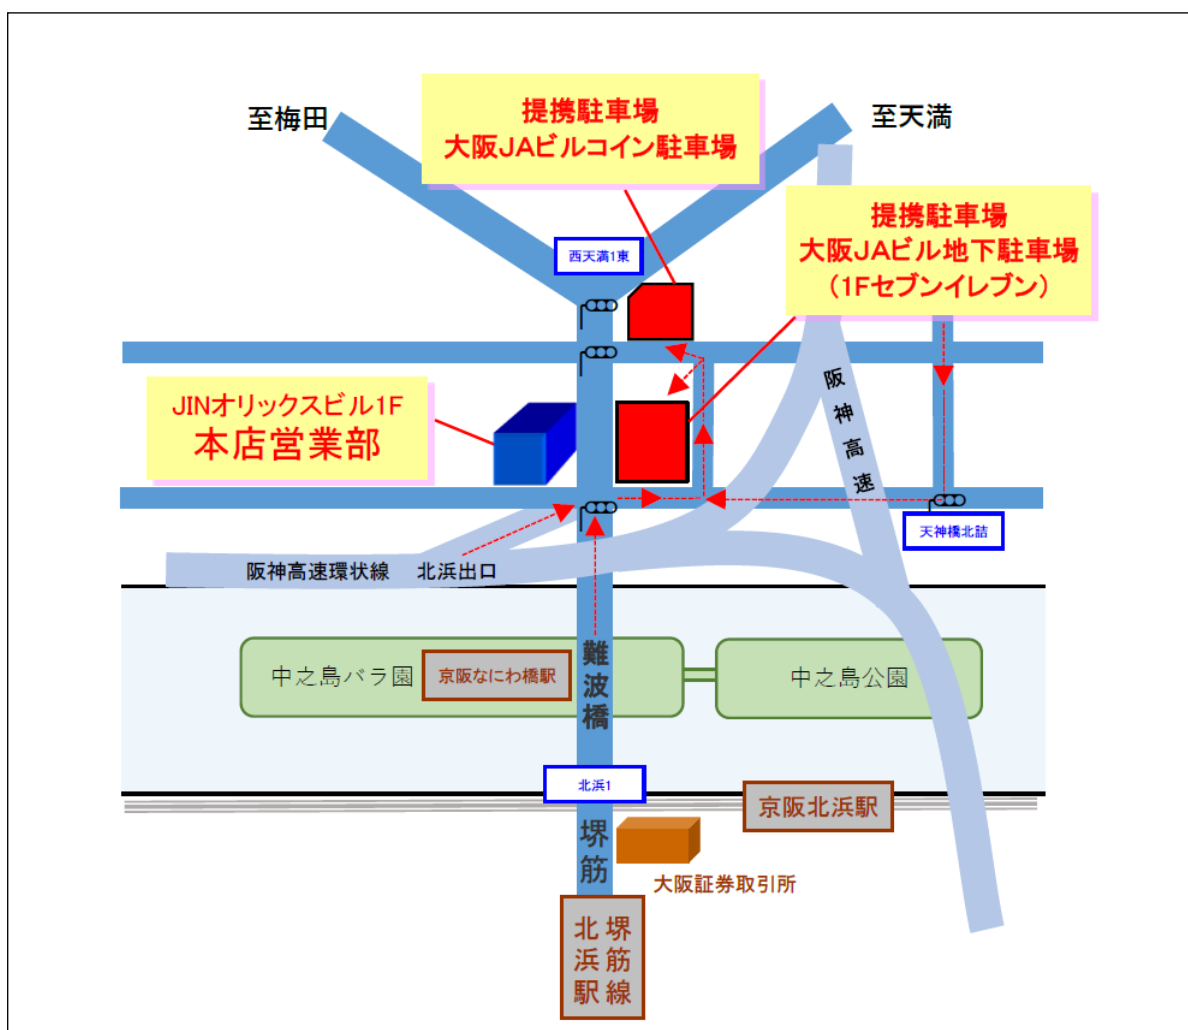 至梅田
提携駐車場
大阪JAビルコイン駐車場
至天満
提携駐車場
大阪JAビル地下駐車場
(1Fセブンイレブン)
西天満1東
JINオリックスビル1F
本店営業部
阪神高速
天神橋北詰
阪神高速環状線 北浜出口
中之島バラ園
京阪なにわ橋駅
難波橋
中之島公園
北浜1
京阪北浜駅
堺筋
大阪証券取引所
堺筋線
北浜駅